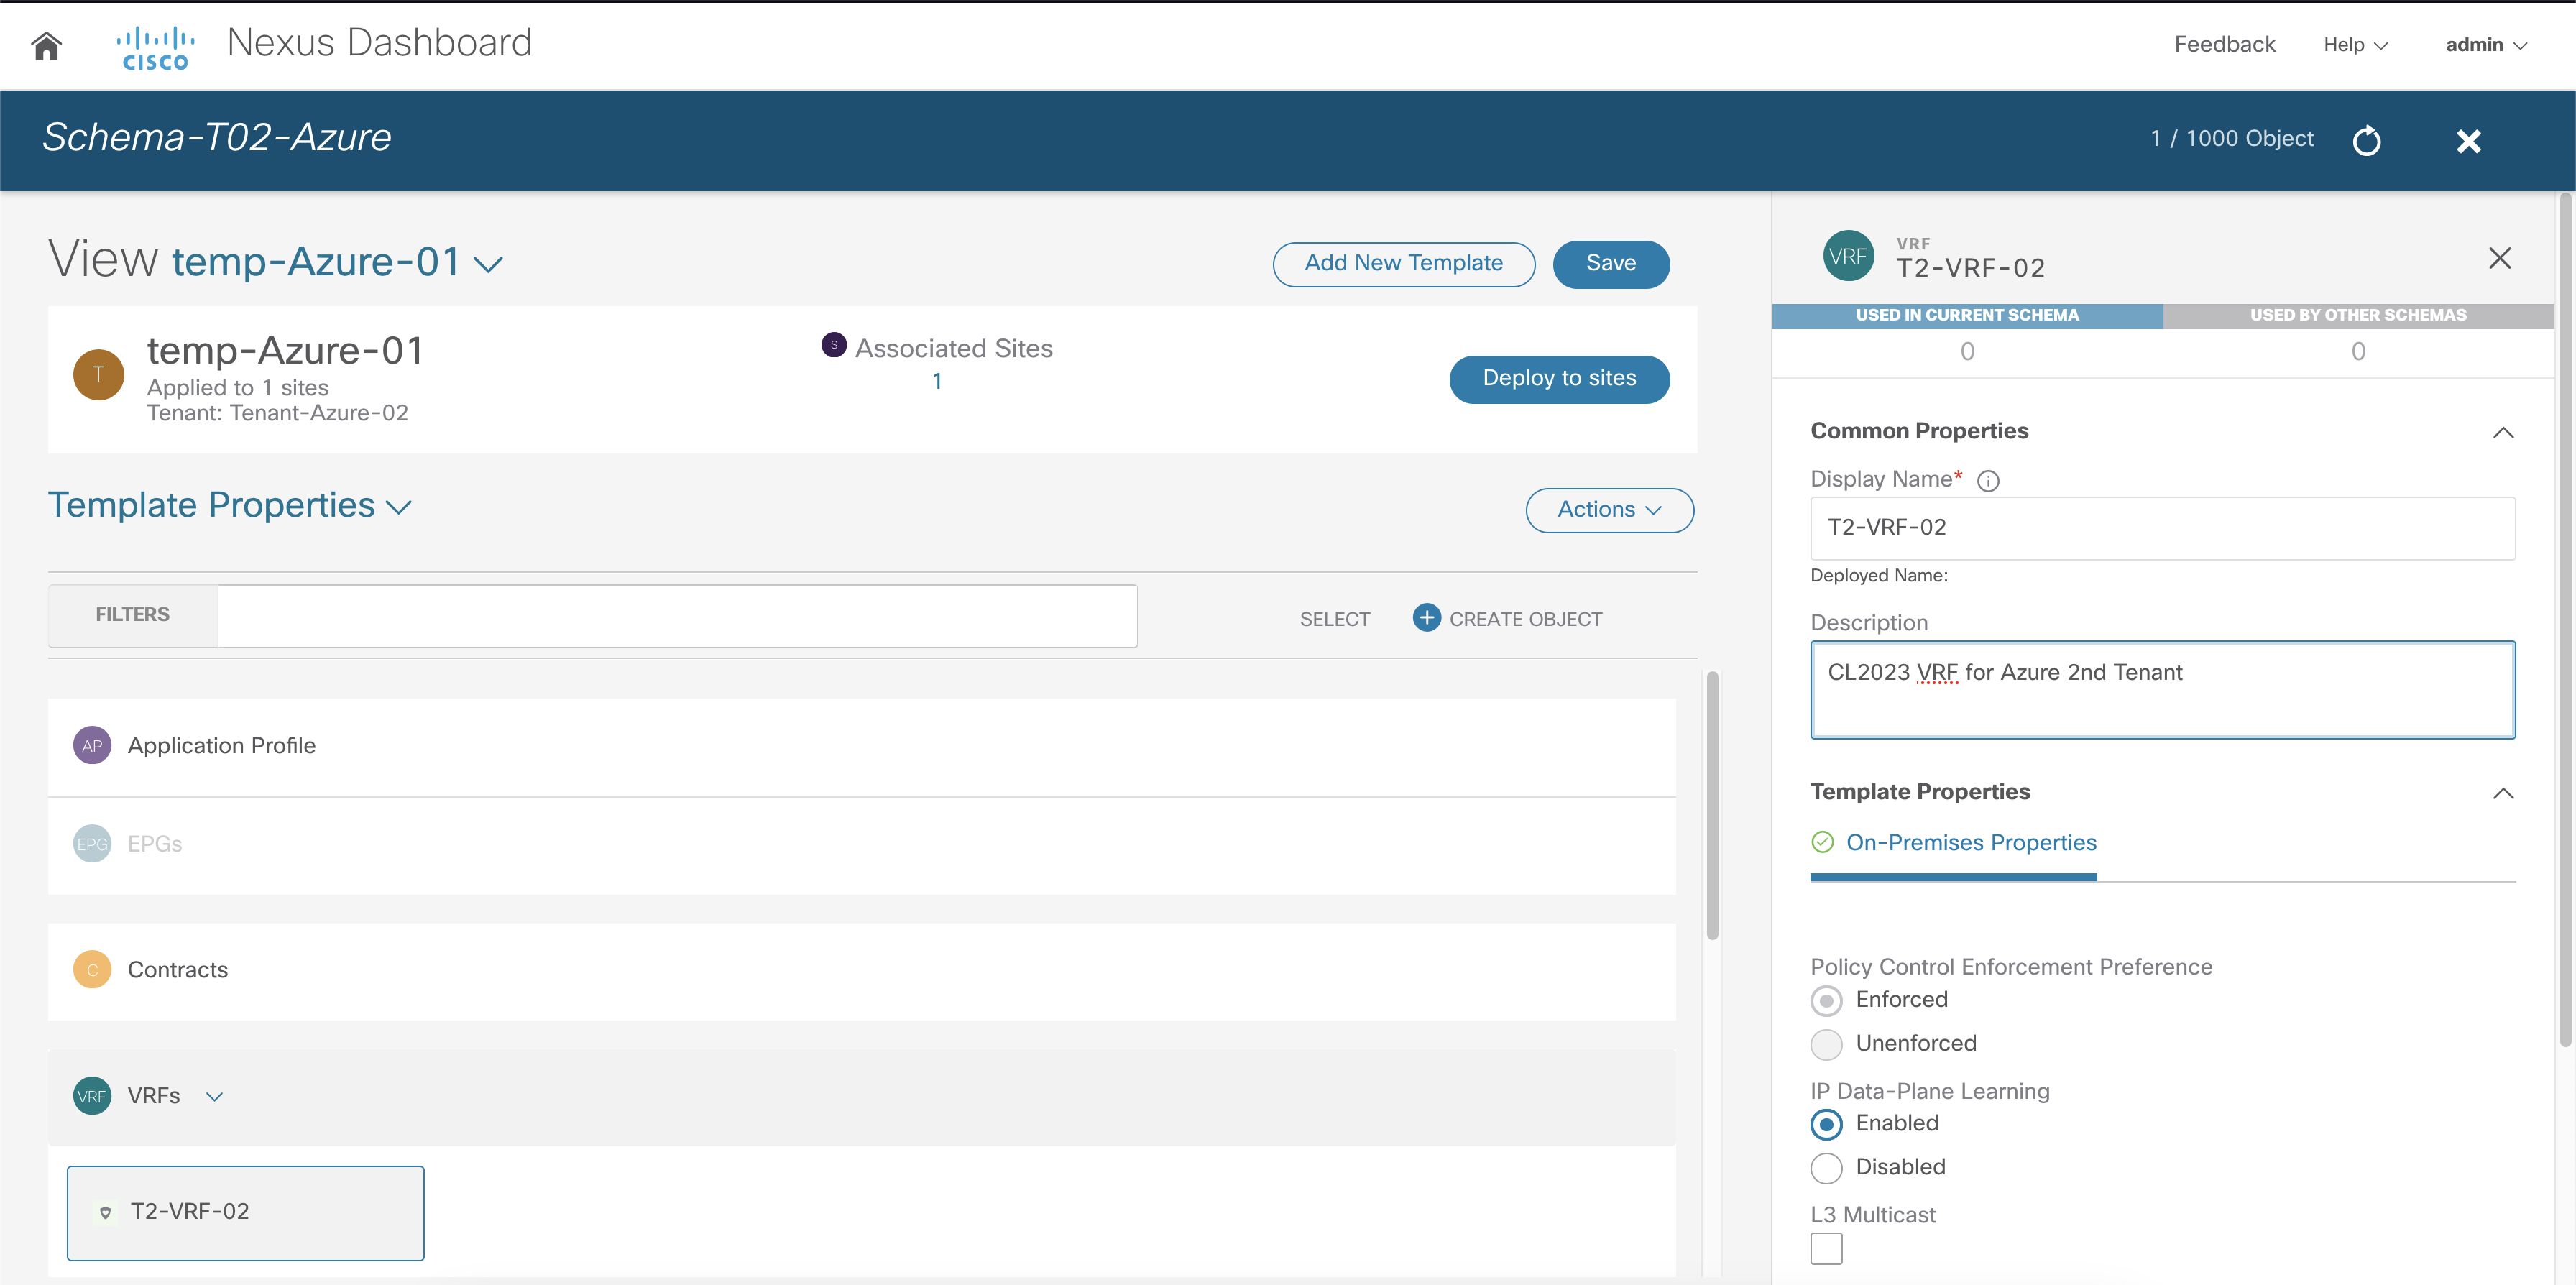 CISCO
Nexus Dashboard
Feedback
Help
admin
Schema-T02-Azure
1 / 1000 Object
View temp-Azure-01
Add New Template
Save
T
temp-Azure-01
Applied to 1 sites
Tenant: Tenant-Azure-02
S
Associated Sites
1
Deploy to sites
Template Properties
Actions
FILTERS
SELECT
CREATE OBJECT
AP
Application Profile
EPG
EPGs
C
Contracts
VRF
VRFs
T2-VRF-02
VRF
VRF
T2-VRF-02
USED IN CURRENT SCHEMA
USED BY OTHER SCHEMAS
0
0
Common Properties
Display Name*
T2-VRF-02
Deployed Name:
Description
CL2023 VRF for Azure 2nd Tenant
Template Properties
On-Premises Properties
Policy Control Enforcement Preference
Enforced
Unenforced
IP Data-Plane Learning
Enabled
Disabled
L3 Multicast